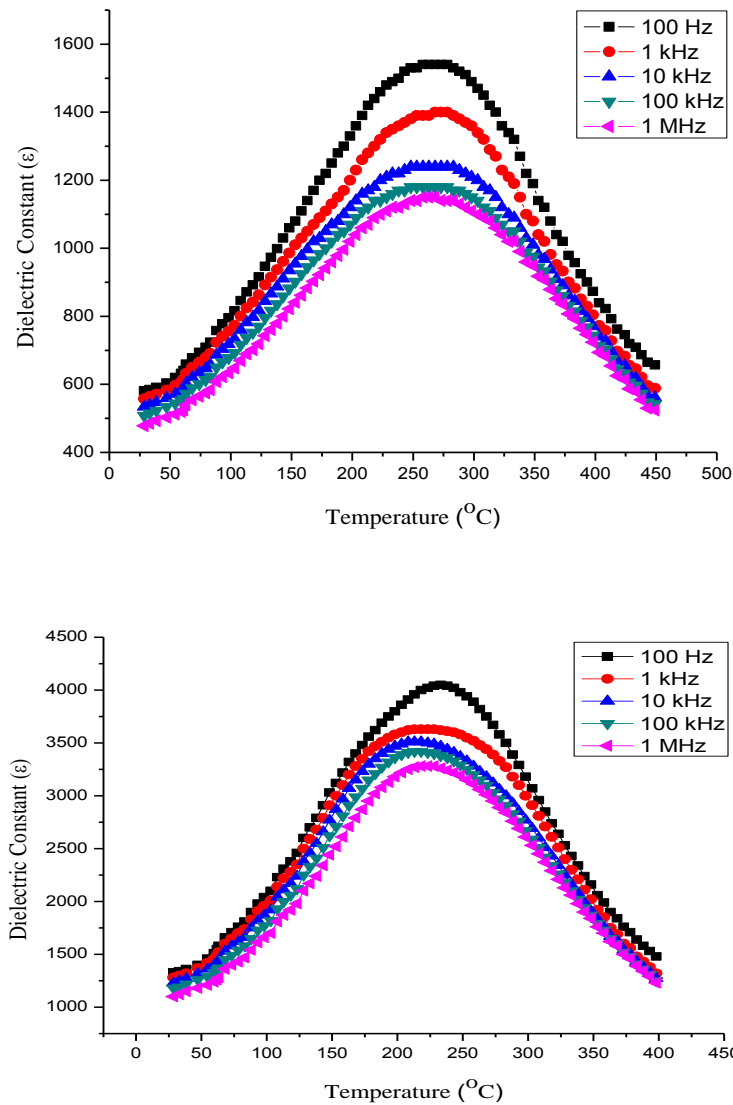 1600
1400
1200
1000
800
600
400
Dielectric Constant (ε)
100 Hz
1 kHz
10 kHz
100 kHz
1 MHz
0 50 100 150 200 250 300 350 400 450 500
Temperature (°C)
4500
4000
3500
3000
2500
2000
1500
1000
Dielectric Constant (ε)
100 Hz
1 kHz
10 kHz
100 kHz
1 MHz
0 50 100 150 200 250 300 350 400
Temperature (°C)